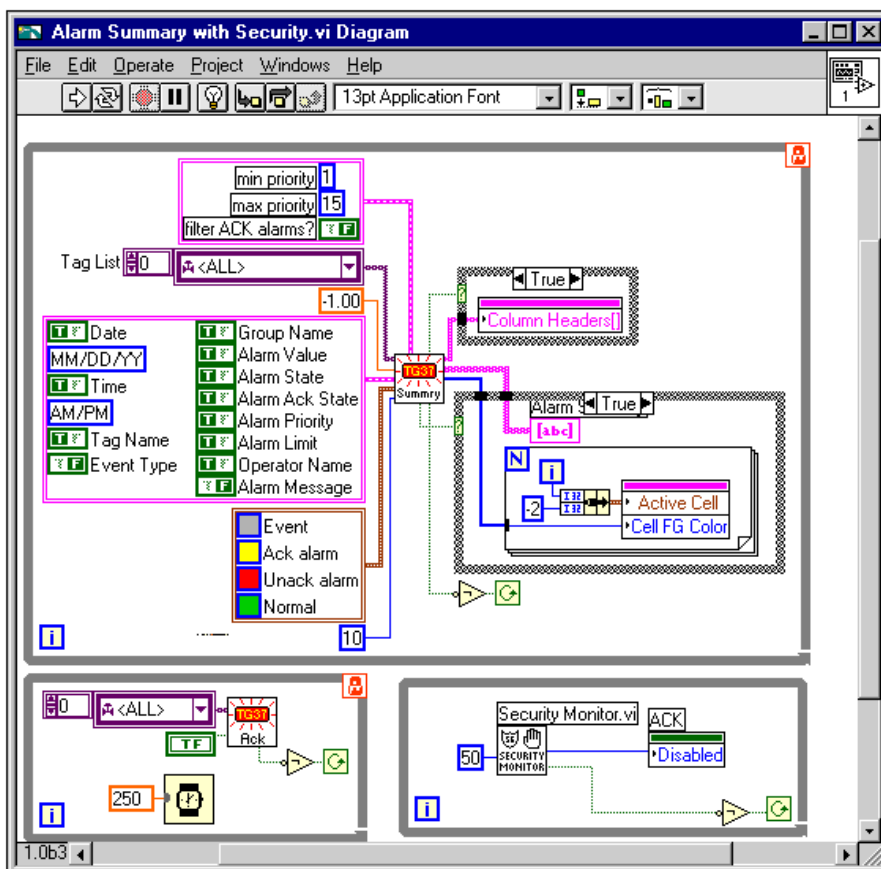 Alarm Summary with Security.vi Diagram
File Edit Operate Project Windows Help
13pt Application Font
1
min priority 1
max priority 15
filter ACK alarms? F
Tag List 0 <ALL>
True
Column Headers[]
-1.00
T Date
MM/DD/YY
T Time
AM/PM
T Tag Name
F Event Type
T Group Name
T Alarm Value
T Alarm State
T Alarm Ack State
T Alarm Priority
T Alarm Limit
T Operator Name
F Alarm Message
TG37
Summry
?
?
Alarm S
True
[abc]
N
i
-2
I32
I32
Active Cell
Cell FG Color
Event
Ack alarm
Unack alarm
Normal
i
10
0 <ALL>
TG37
Ack
TF
250
i
Security Monitor.vi
50
SECURITY
MONITOR
ACK
Disabled
i
1.0b3